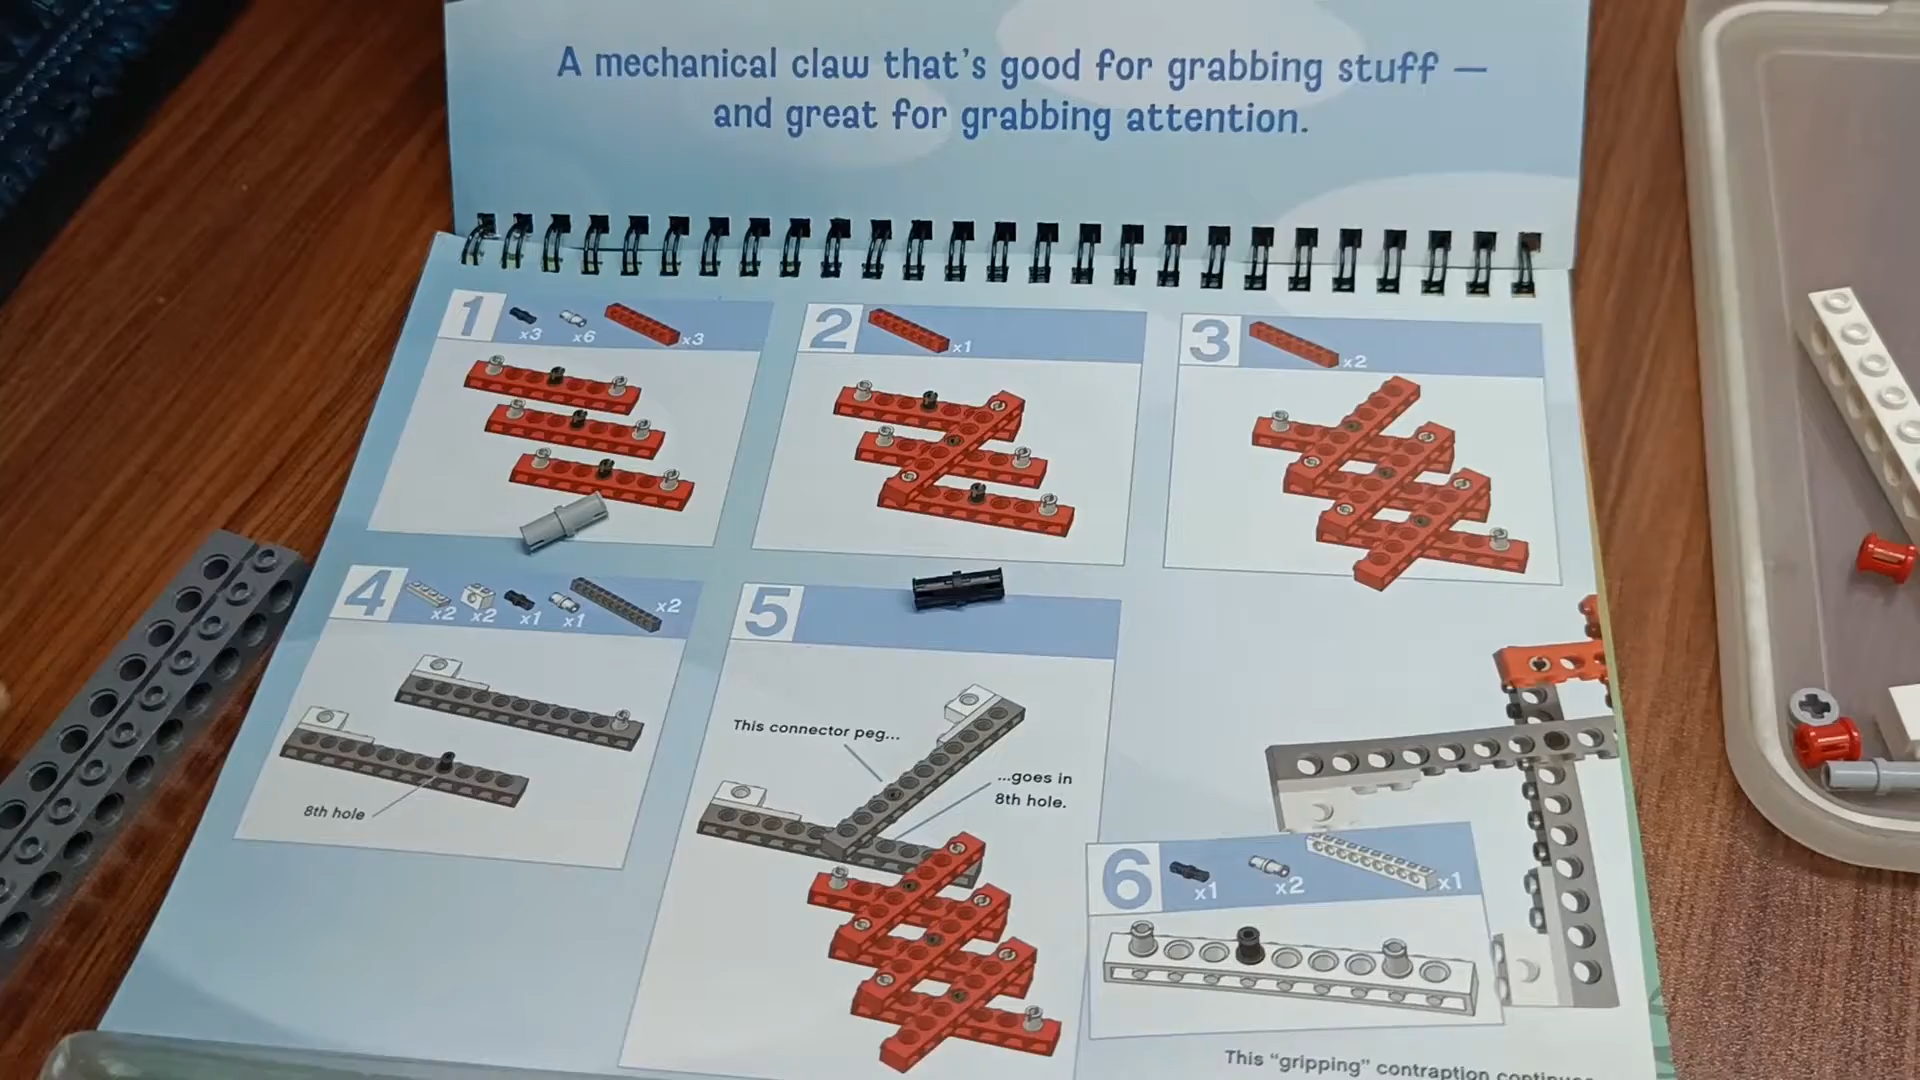 A mechanical claw that's good for grabbing stuff —
and great for grabbing attention.
1
x3
x6
x3
2
x1
3
x2
4
x2
x2
x1
x1
x2
8th hole
5
This connector peg...
...goes in
8th hole.
6
x1
x2
x1
This “gripping” contraption